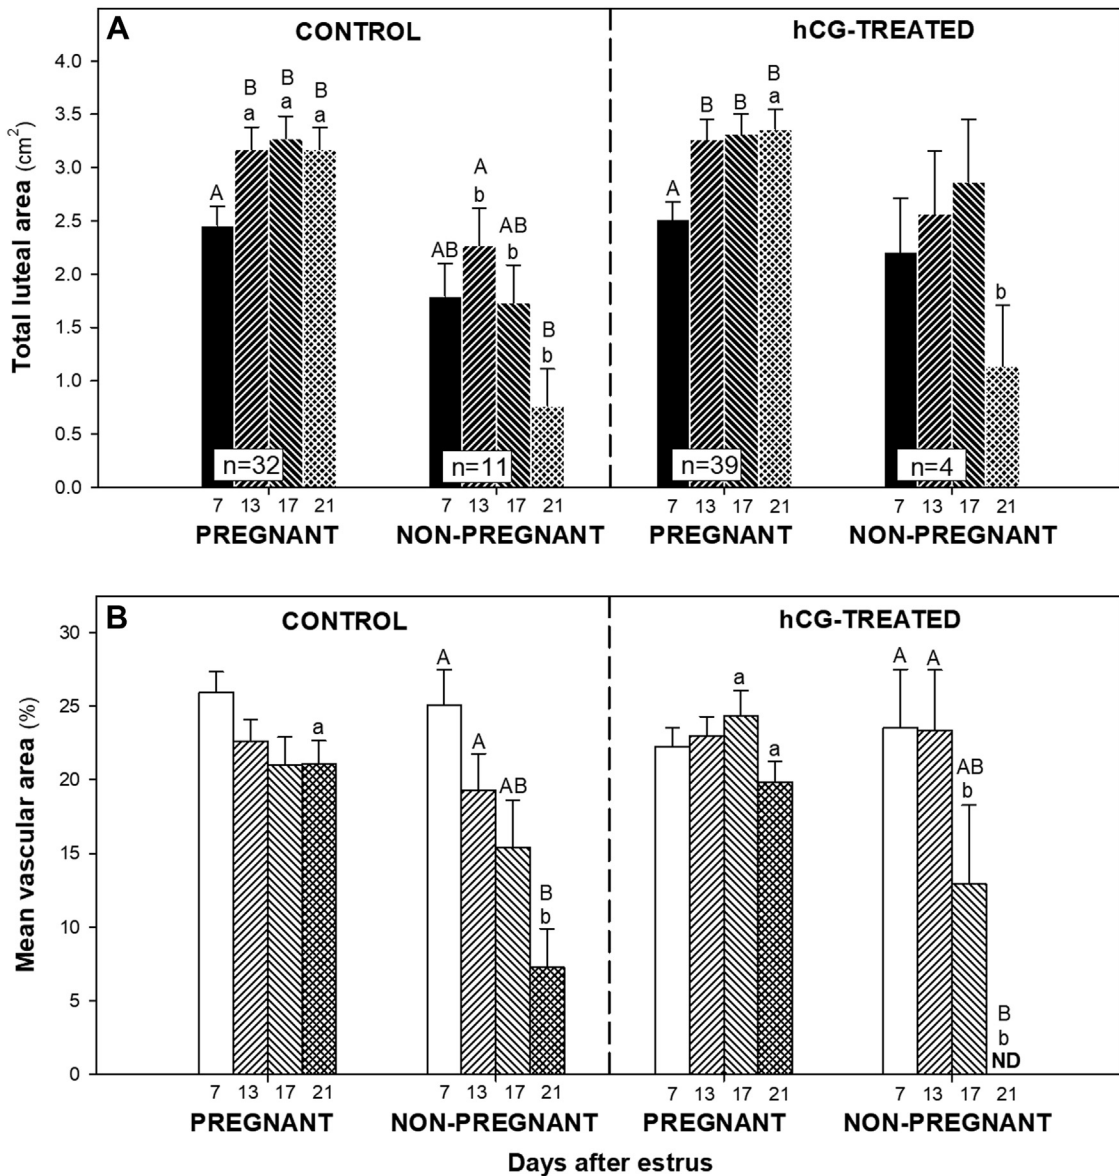 A
CONTROL
hCG-TREATED
Total luteal area (cm²)
4.0
3.5
3.0
2.5
2.0
1.5
1.0
0.5
0.0
A
B
a
B
a
B
a
AB
A
b
AB
b
B
b
A
B
B
B
a
b
n=32
n=11
n=39
n=4
7 13 17 21
7 13 17 21
7 13 17 21
7 13 17 21
PREGNANT
NON-PREGNANT
PREGNANT
NON-PREGNANT
B
CONTROL
hCG-TREATED
Mean vascular area (%)
30
25
20
15
10
5
0
a
A
A
AB
B
b
a
a
A
A
AB
b
B
b
ND
7 13 17 21
7 13 17 21
7 13 17 21
7 13 17 21
PREGNANT
NON-PREGNANT
PREGNANT
NON-PREGNANT
Days after estrus